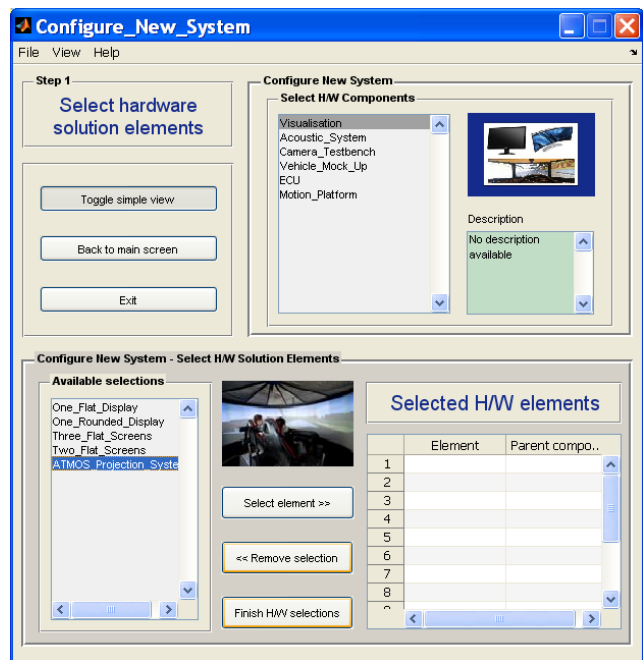 Configure_New_System
File View Help
Step 1
Select hardware
solution elements
Toggle simple view
Back to main screen
Exit
Configure New System
Select H/W Components
Visualisation
Acoustic_System
Camera_Testbench
Vehicle_Mock_Up
ECU
Motion_Platform
Description
No description
available
Configure New System - Select H/W Solution Elements
Available selections
One_Flat_Display
One_Rounded_Display
Three_Flat_Screens
Two_Flat_Screens
ATMOS_Projection_Syste
Select element >>
<< Remove selection
Finish H/W selections
Selected H/W elements
Element Parent compo..
1
2
3
4
5
6
7
8